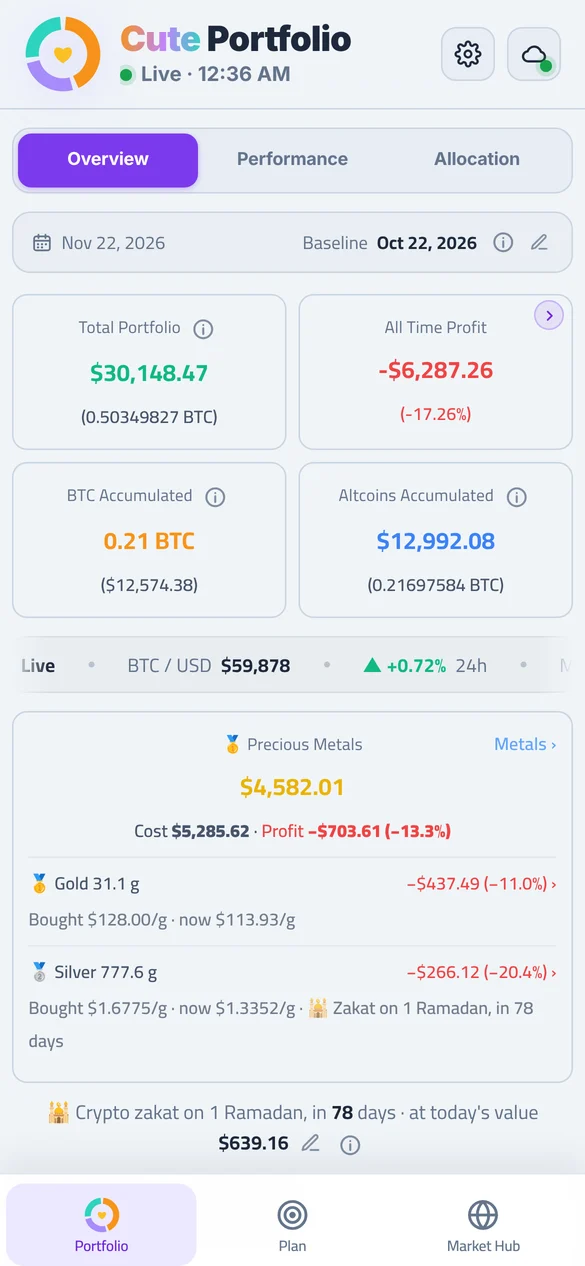 Cute Portfolio
Live · 12:36 AM
Overview Performance Allocation
Nov 22, 2026 Baseline Oct 22, 2026
Total Portfolio
$30,148.47
(0.50349827 BTC)
All Time Profit
-$6,287.26
(-17.26%)
BTC Accumulated
0.21 BTC
($12,574.38)
Altcoins Accumulated
$12,992.08
(0.21697584 BTC)
Live • BTC / USD $59,878 • ▲ +0.72% 24h •
🥇 Precious Metals Metals ›
$4,582.01
Cost $5,285.62 · Profit −$703.61 (−13.3%)
🥇 Gold 31.1 g −$437.49 (−11.0%) ›
Bought $128.00/g · now $113.93/g
🥈 Silver 777.6 g −$266.12 (−20.4%) ›
Bought $1.6775/g · now $1.3352/g · 🕌 Zakat on 1 Ramadan, in 78
days
🕌 Crypto zakat on 1 Ramadan, in 78 days · at today's value
$639.16
Portfolio Plan Market Hub